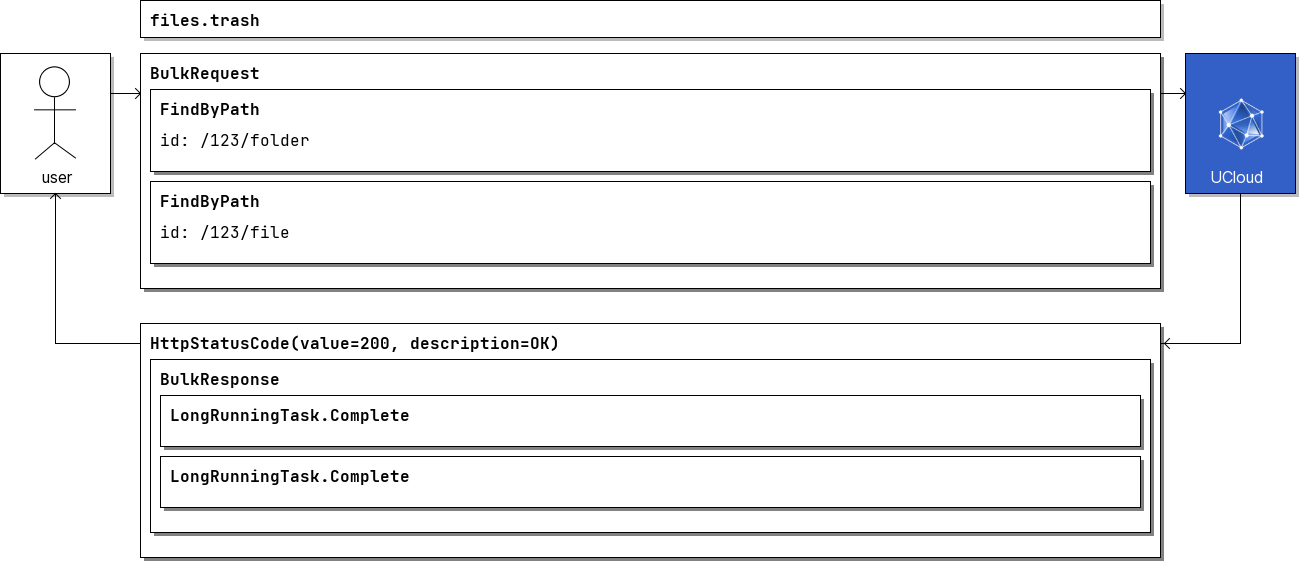 files.trash
BulkRequest
FindByPath
id: /123/folder
user
UCloud
FindByPath
id: /123/file
HttpStatusCode(value=200, description=OK)
BulkResponse
LongRunningTask.Complete
LongRunningTask.Complete